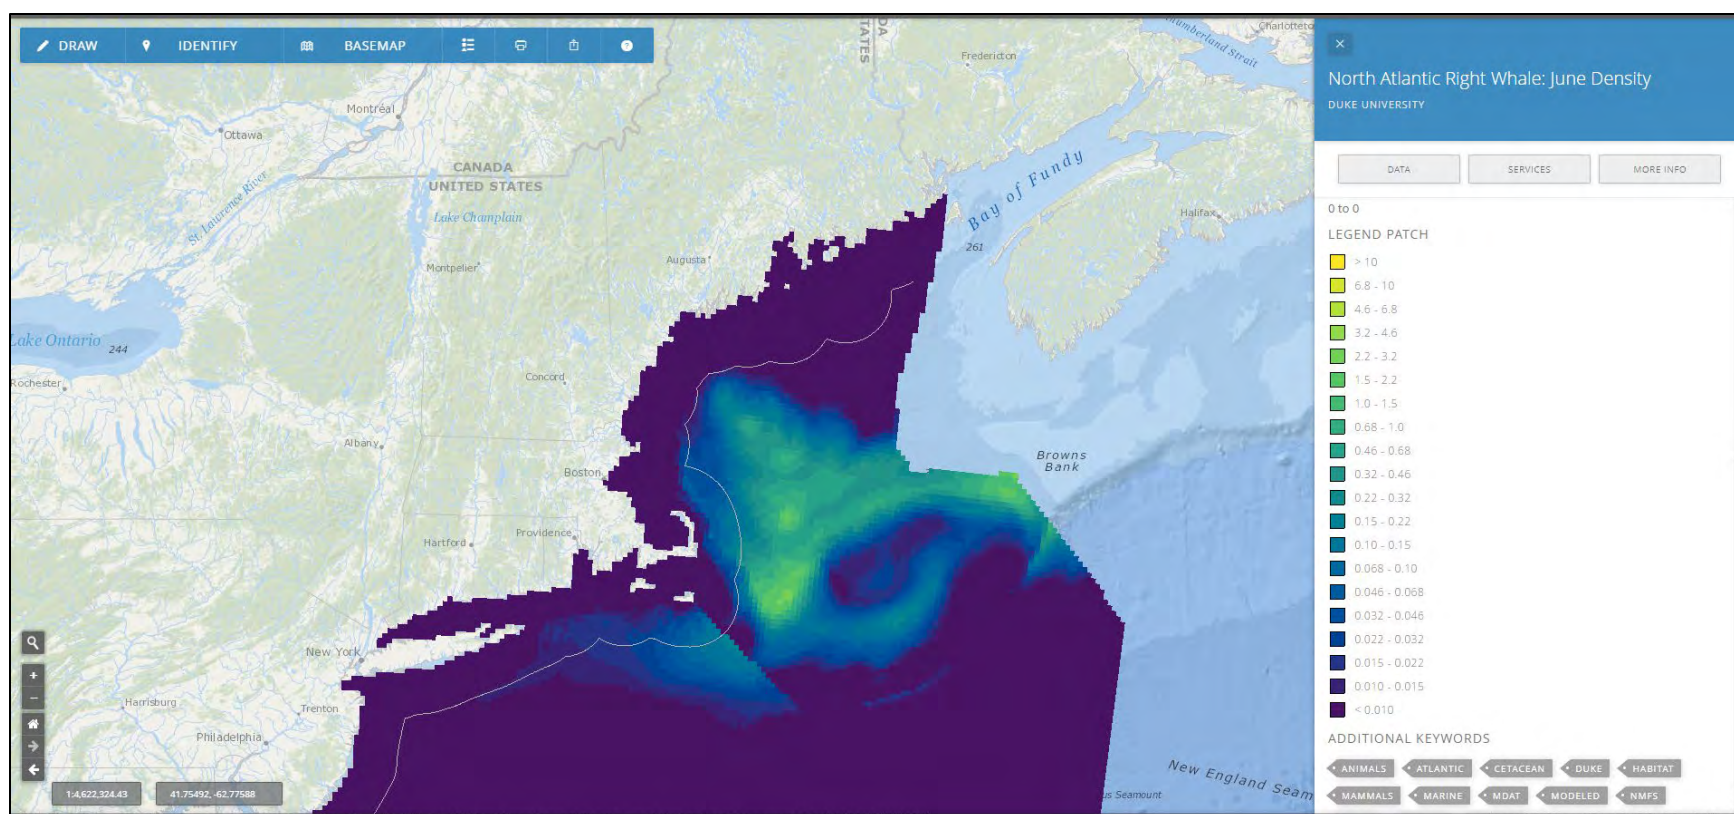 DRAW
IDENTIFY
BASEMAP
?
North Atlantic Right Whale: June Density
DUKE UNIVERSITY
DATA
SERVICES
MORE INFO
0 to 0
LEGEND PATCH
> 10
6.8 - 10
4.6 - 6.8
3.2 - 4.6
2.2 - 3.2
1.5 - 2.2
1.0 - 1.5
0.68 - 1.0
0.46 - 0.68
0.32 - 0.46
0.22 - 0.32
0.15 - 0.22
0.10 - 0.15
0.068 - 0.10
0.046 - 0.068
0.032 - 0.046
0.022 - 0.032
0.015 - 0.022
0.010 - 0.015
< 0.010
ADDITIONAL KEYWORDS
ANIMALS ATLANTIC CETACEAN DUKE HABITAT
MAMMALS MARINE MDAT MODELED NMFS
DA
TATES
Charlottetо
Northumberland Strait
Fredericton
Montréal
Ottawa
St. Lawrence River
CANADA
UNITED STATES
Lake Champlain
Bay of Fundy
261
Halifax
Montpelier
Augusta
Lake Ontario
244
Rochester
Concord
Albany
Boston
Browns
Bank
Hartford
Providence
New York
Harrisburg
Trenton
Philadelphia
New England Seam
us Seamount
1:4,622,324.43
41.75492, -62.77588